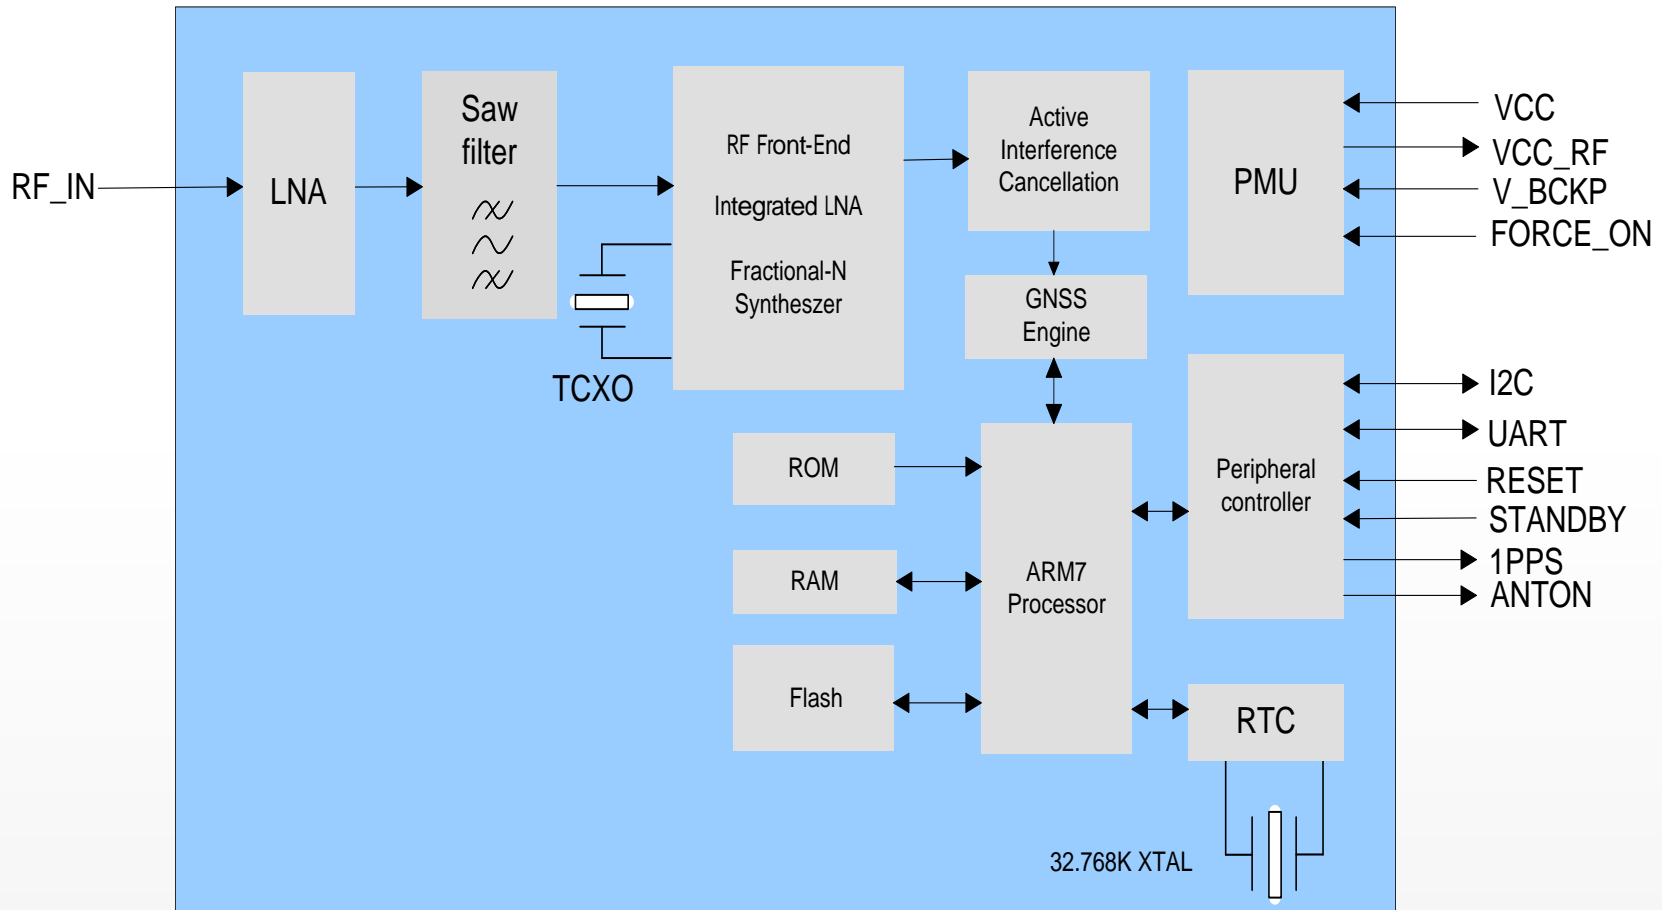 RF_IN
LNA
Saw
filter
TCXO
RF Front-End
Integrated LNA
Fractional-N
Syntheszer
Active
Interference
Cancellation
GNSS
Engine
PMU
VCC
VCC_RF
V_BCKP
FORCE_ON
ROM
RAM
Flash
ARM7
Processor
Peripheral
controller
I2C
UART
RESET
STANDBY
1PPS
ANTON
RTC
32.768K XTAL